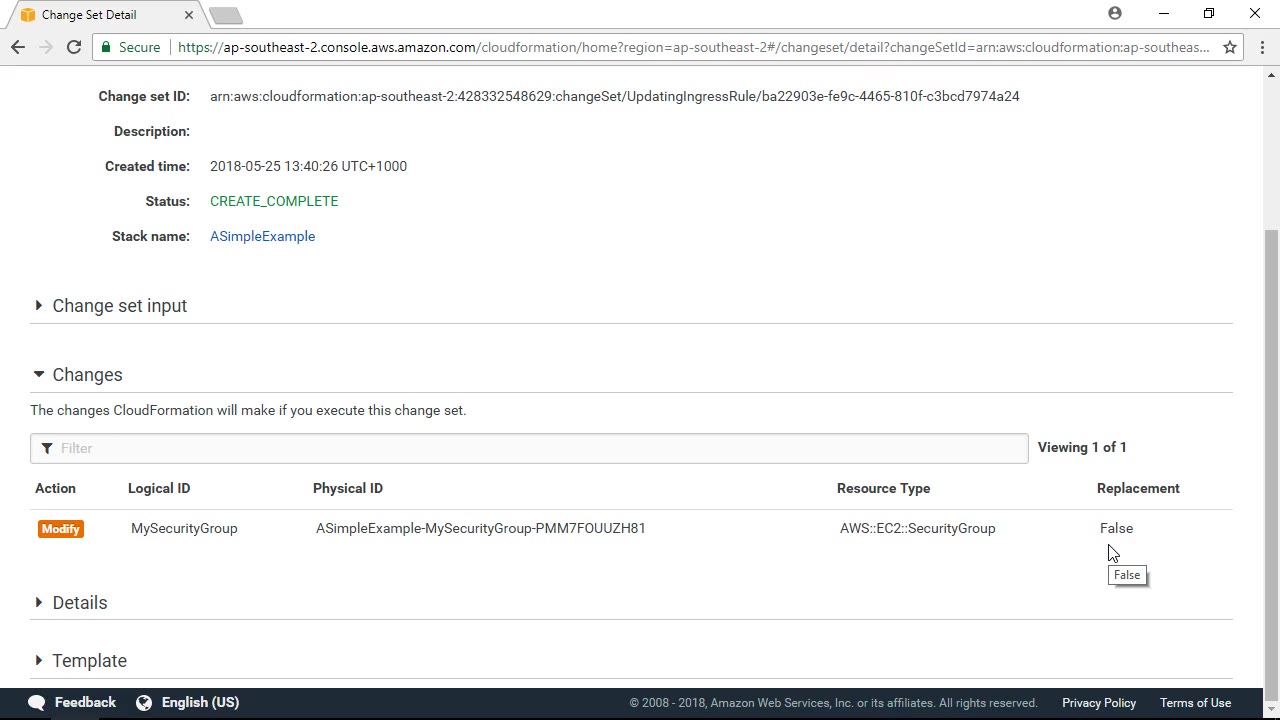 Change Set Detail
Secure https://ap-southeast-2.console.aws.amazon.com/cloudformation/home?region=ap-southeast-2#/changeset/detail?changeSetId=arn:aws:cloudformation:ap-southeas...
Change set ID: arn:aws:cloudformation:ap-southeast-2:428332548629:changeSet/UpdatingIngressRule/ba22903e-fe9c-4465-810f-c3bcd7974a24
Description:
Created time: 2018-05-25 13:40:26 UTC+1000
Status: CREATE_COMPLETE
Stack name: ASimpleExample
Change set input
Changes
The changes CloudFormation will make if you execute this change set.
Filter Viewing 1 of 1
Action Logical ID Physical ID Resource Type Replacement
Modify MySecurityGroup ASimpleExample-MySecurityGroup-PMM7FOUUZH81 AWS::EC2::SecurityGroup False
False
Details
Template
Feedback English (US) © 2008 - 2018, Amazon Web Services, Inc. or its affiliates. All rights reserved. Privacy Policy Terms of Use